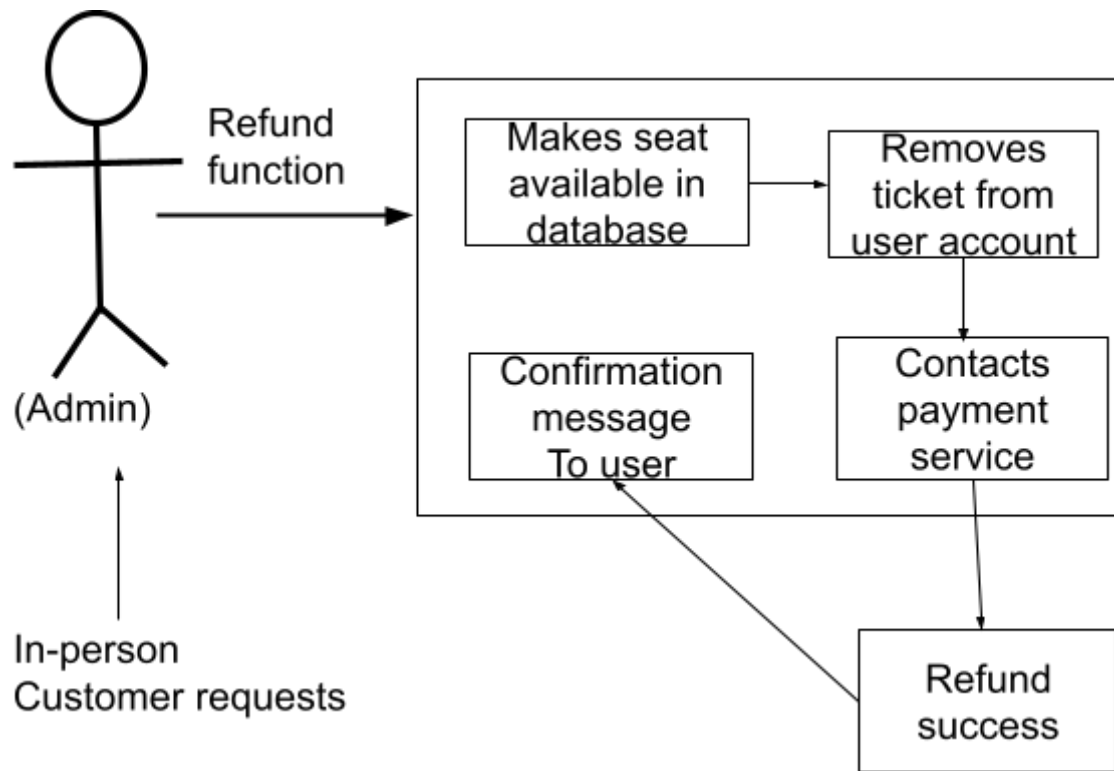 Refund
function
Makes seat
available in
database
Removes
ticket from
user account
Confirmation
message
To user
Contacts
payment
service
(Admin)
In-person
Customer requests
Refund
success